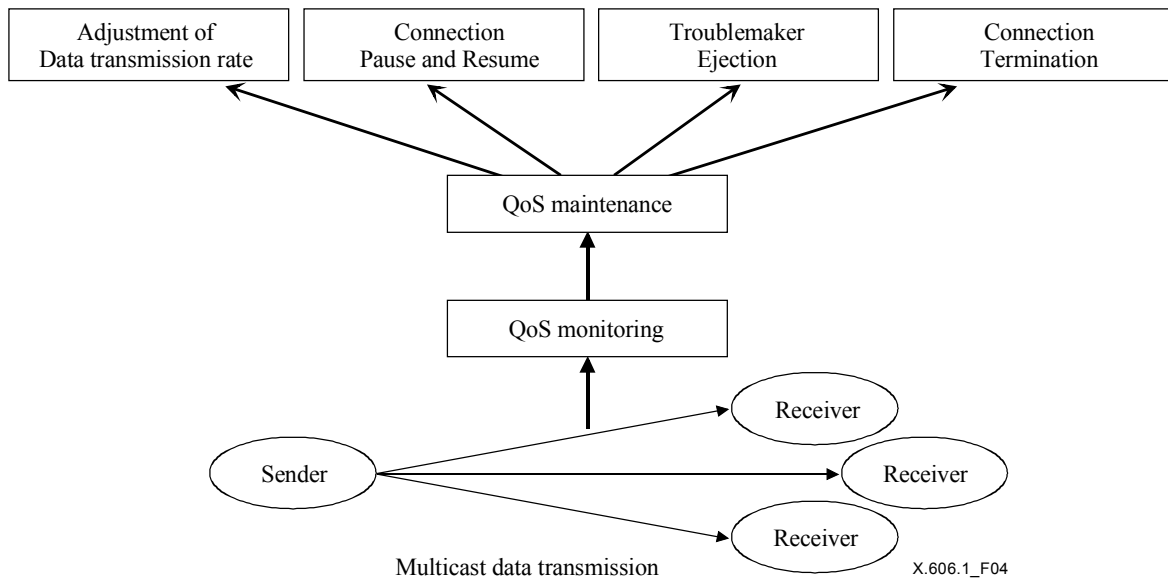 Adjustment of
Data transmission rate
Connection
Pause and Resume
Troublemaker
Ejection
Connection
Termination
QoS maintenance
QoS monitoring
Receiver
Sender
Receiver
Receiver
Multicast data transmission
X.606.1_F04